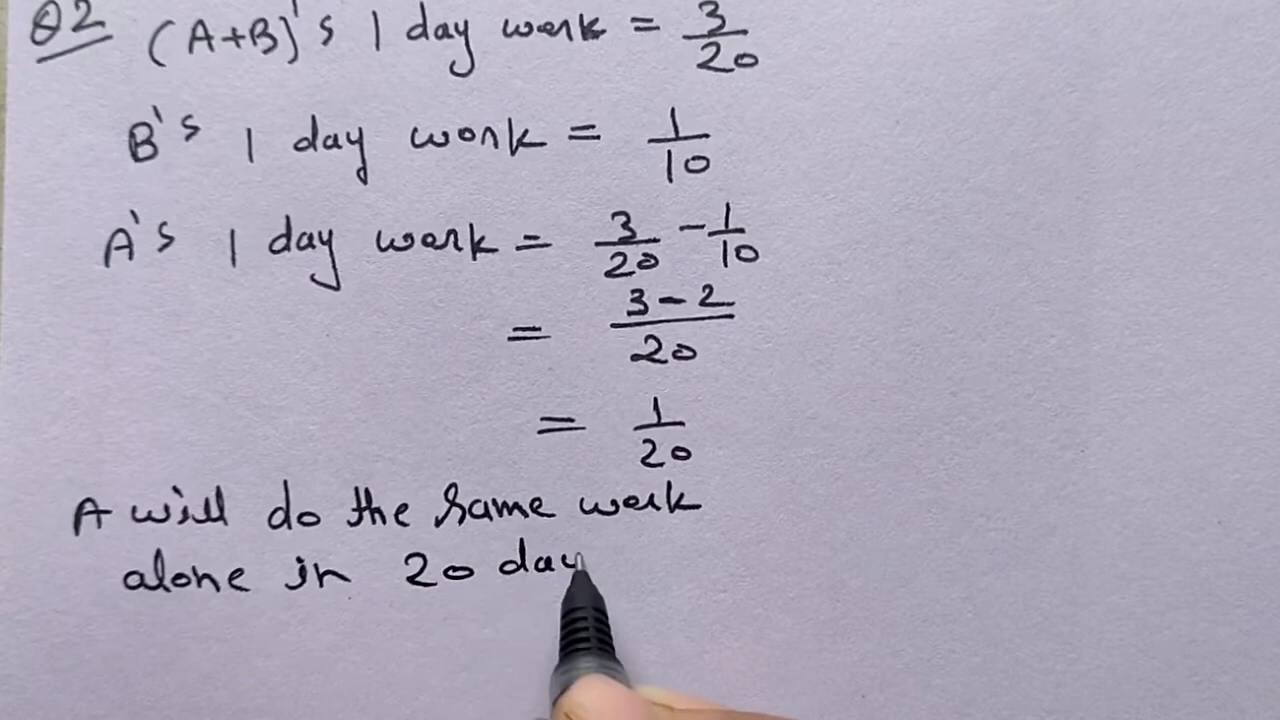 Q2 (A+B)'s 1 day work = 3/20
B's 1 day work = 1/10
A's 1 day work = 3/20 - 1/10
= 3-2/20
= 1/20
A will do the same work
alone in 20 day